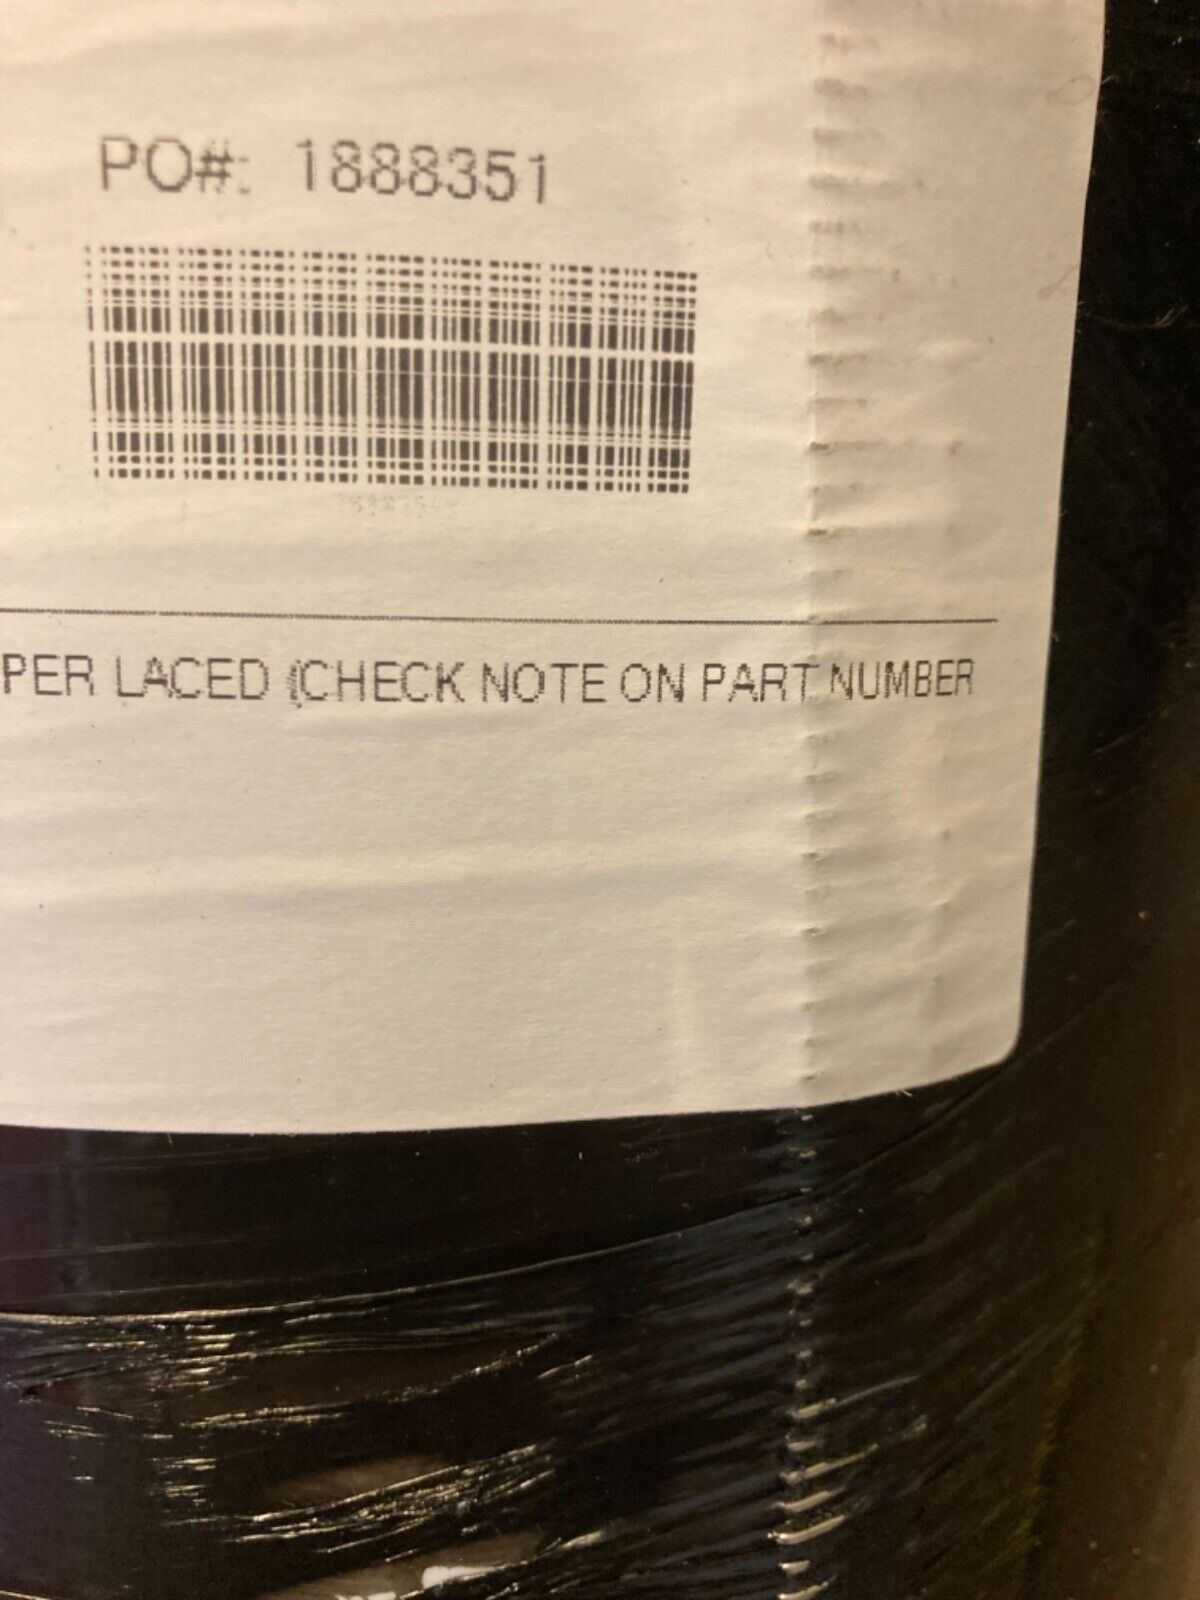 PO#: 1888351
PER LACED (CHECK NOTE ON PART NUMBER